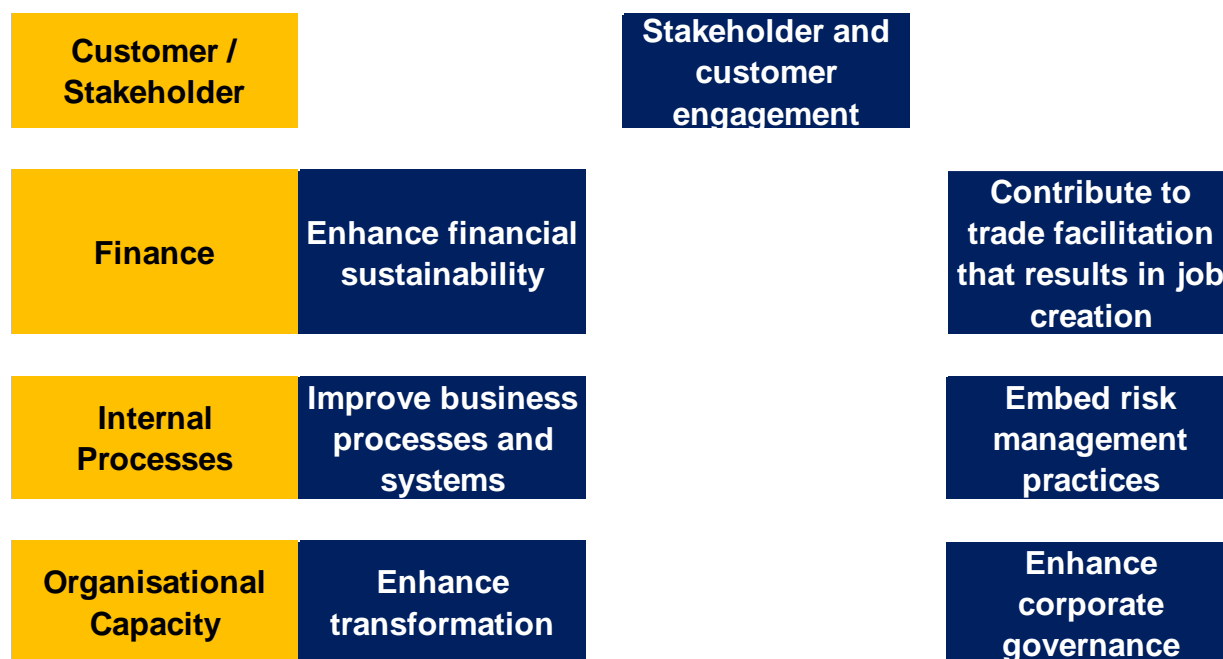 Customer /
Stakeholder
Stakeholder and
customer
engagement
Finance
Enhance financial
sustainability
Contribute to
trade facilitation
that results in job
creation
Internal
Processes
Improve business
processes and
systems
Embed risk
management
practices
Organisational
Capacity
Enhance
transformation
Enhance
corporate
governance